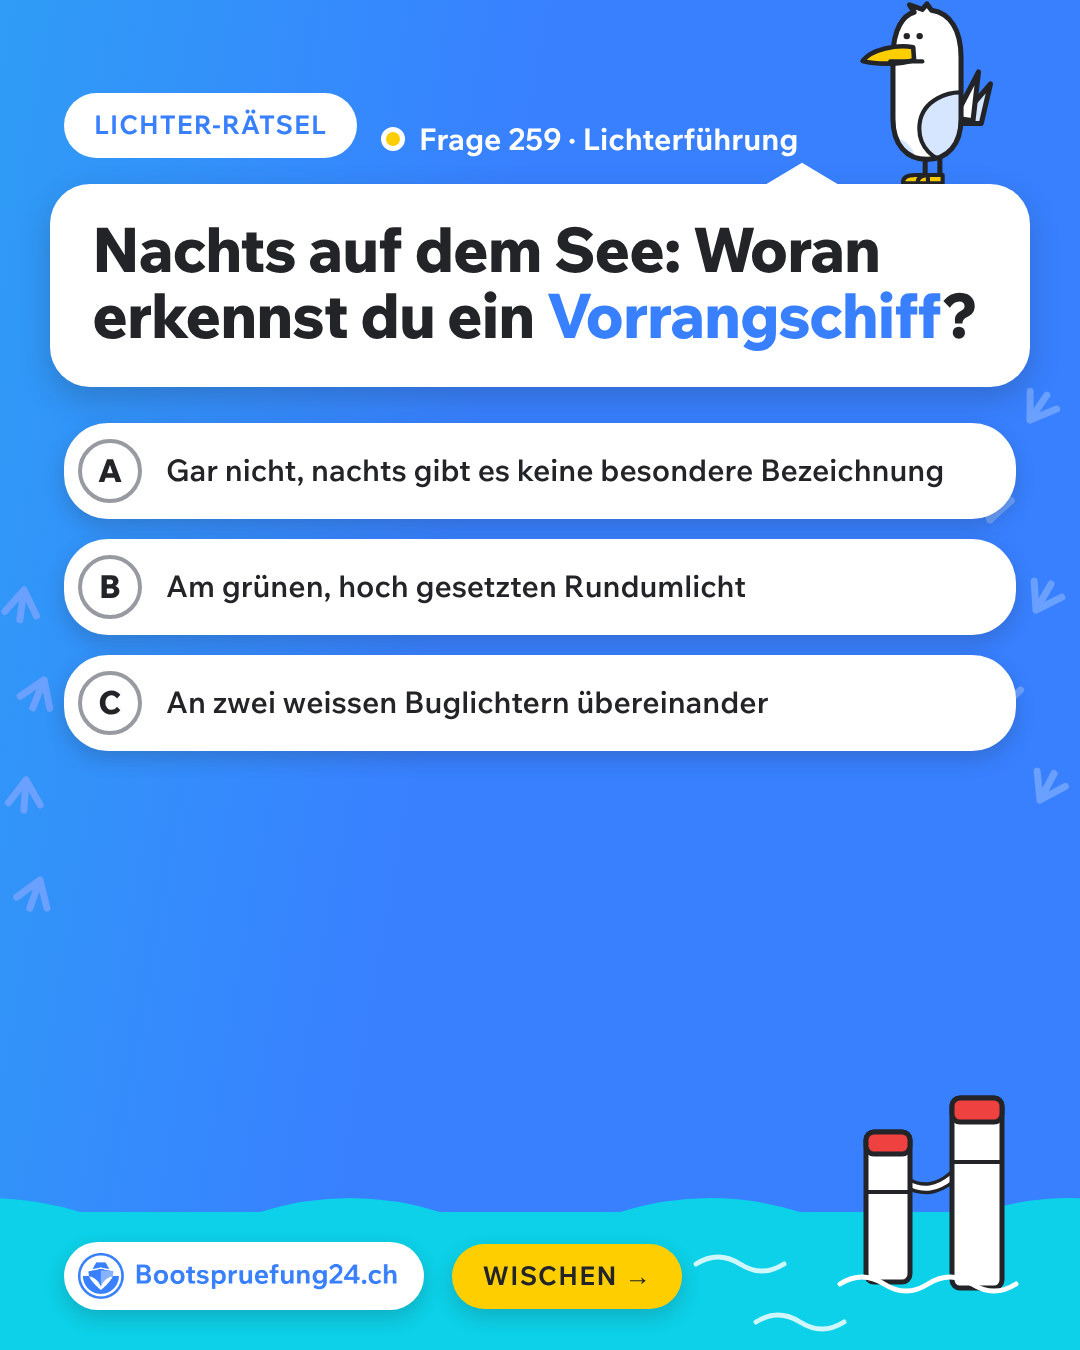 LICHTER-RÄTSEL
Frage 259 · Lichterführung
Nachts auf dem See: Woran
erkennst du ein Vorrangschiff?
A Gar nicht, nachts gibt es keine besondere Bezeichnung
B Am grünen, hoch gesetzten Rundumlicht
C An zwei weissen Buglichtern übereinander
Bootspruefung24.ch
WISCHEN →